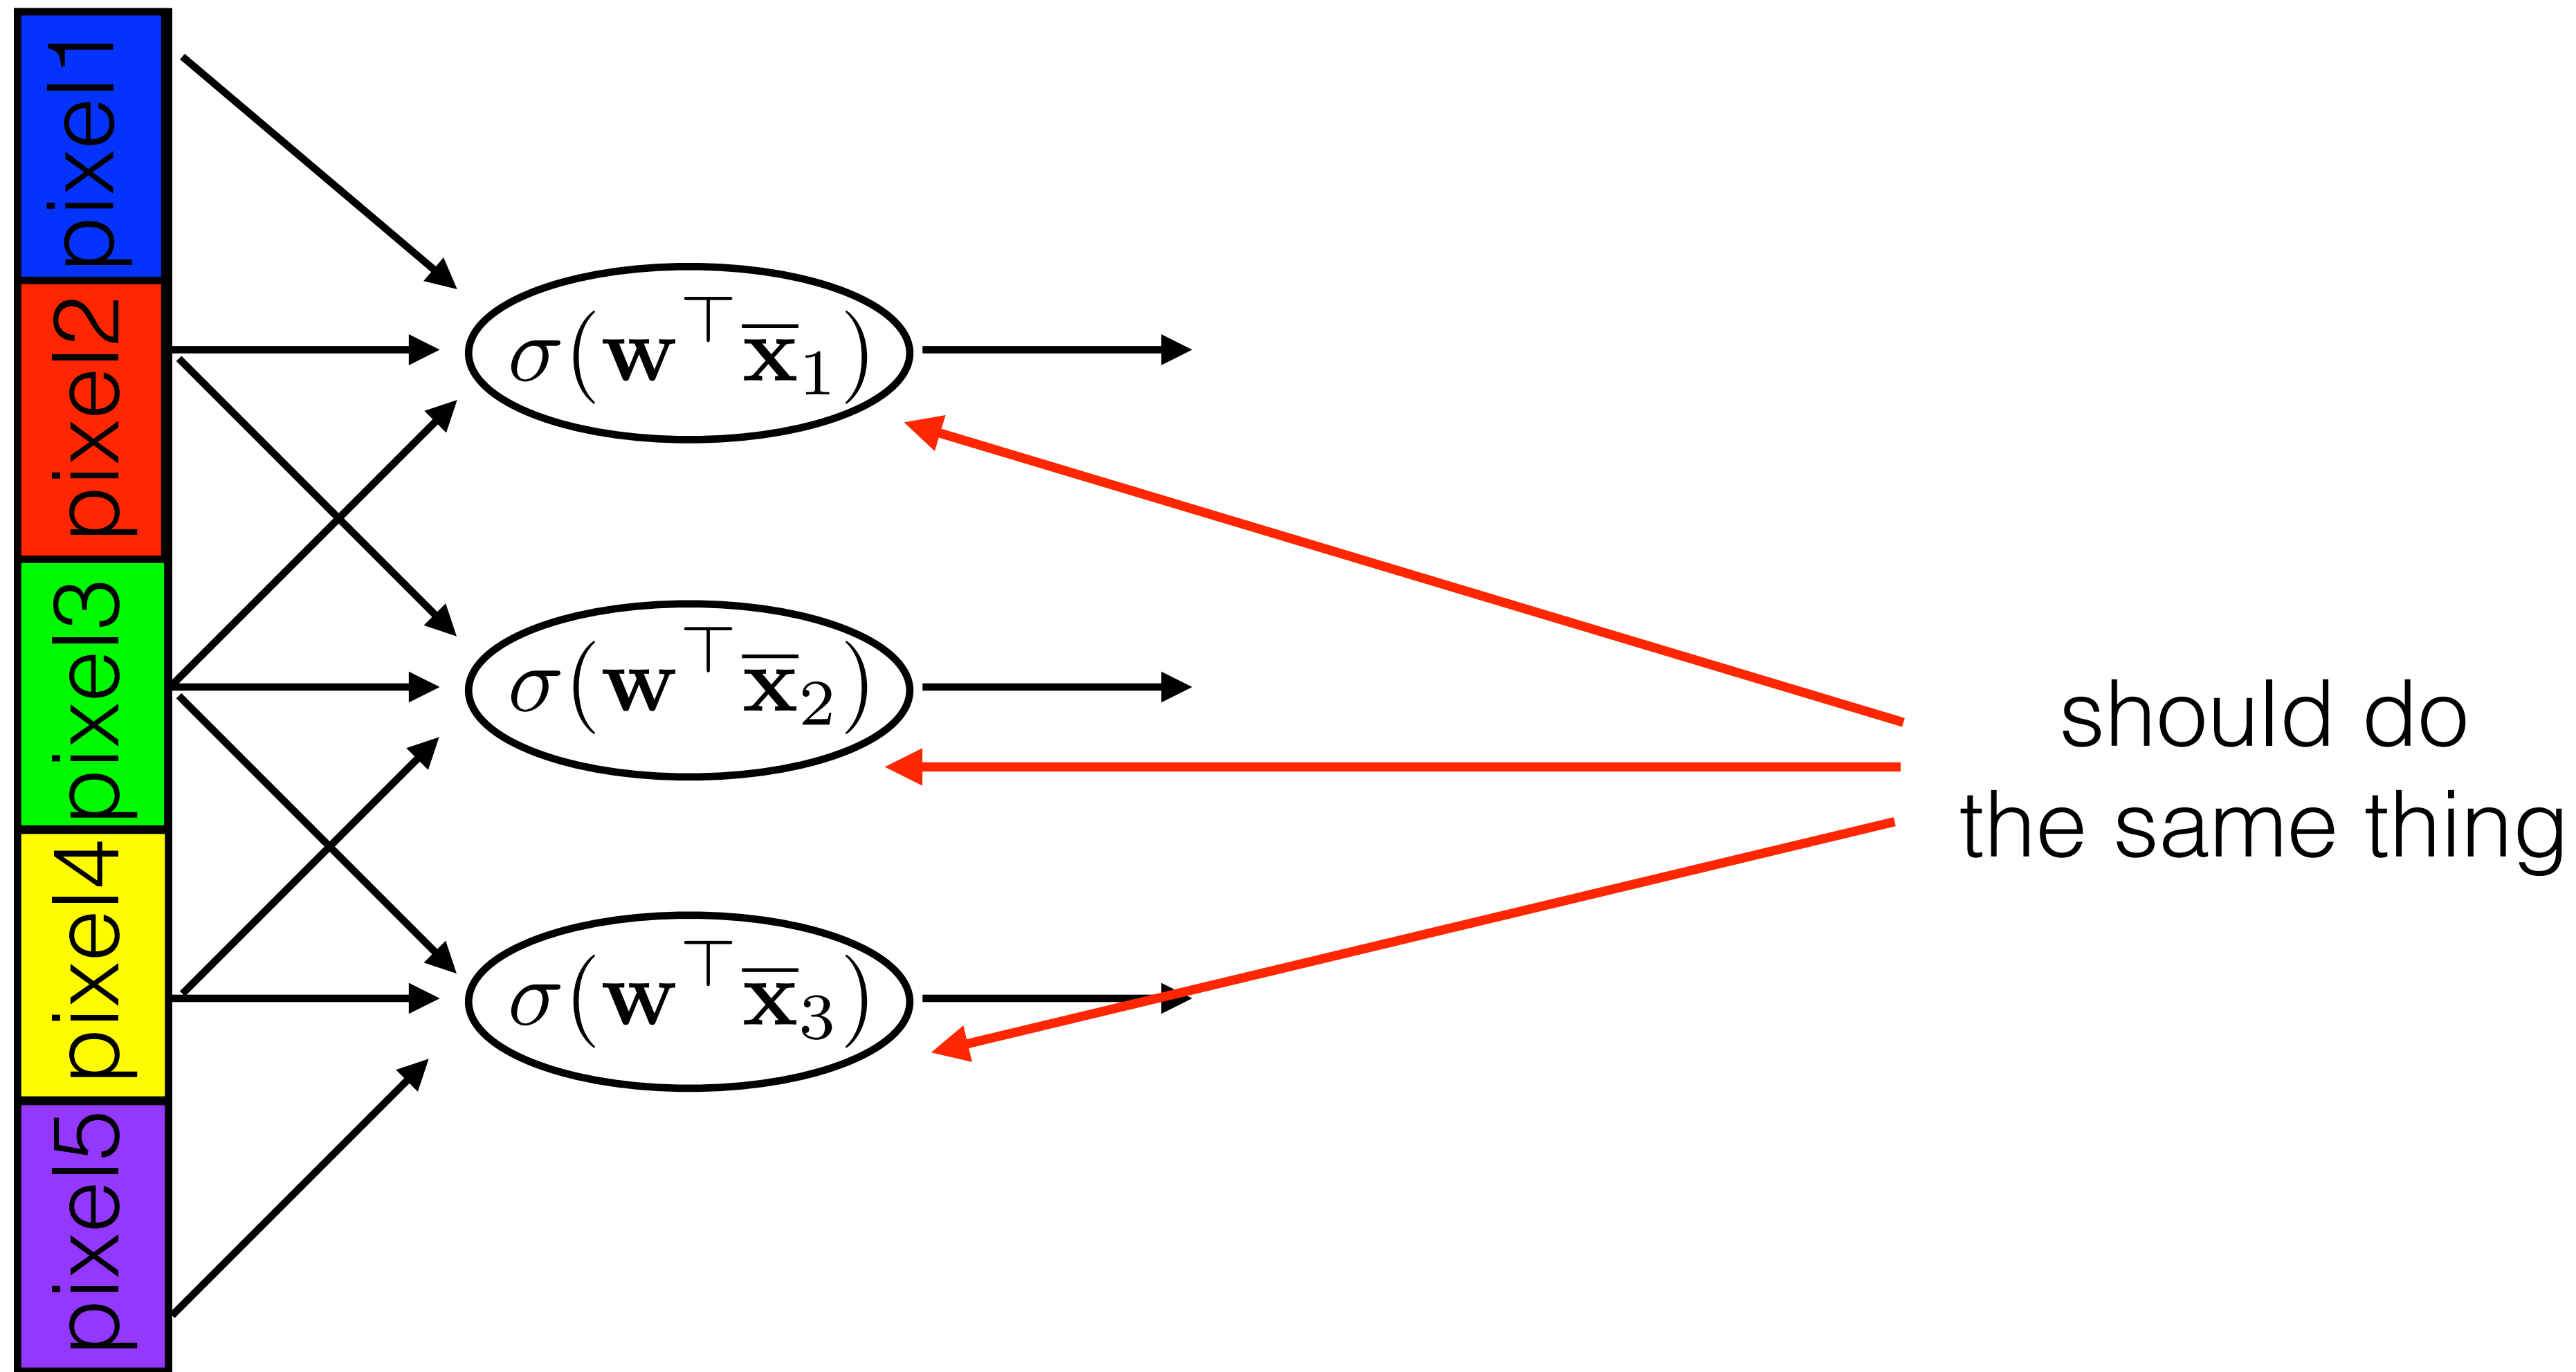 pixel1
pixel2
pixel3
pixel4
pixel5
σ(w⊤x̅₁)
σ(w⊤x̅₂)
σ(w⊤x̅₃)
should do
the same thing